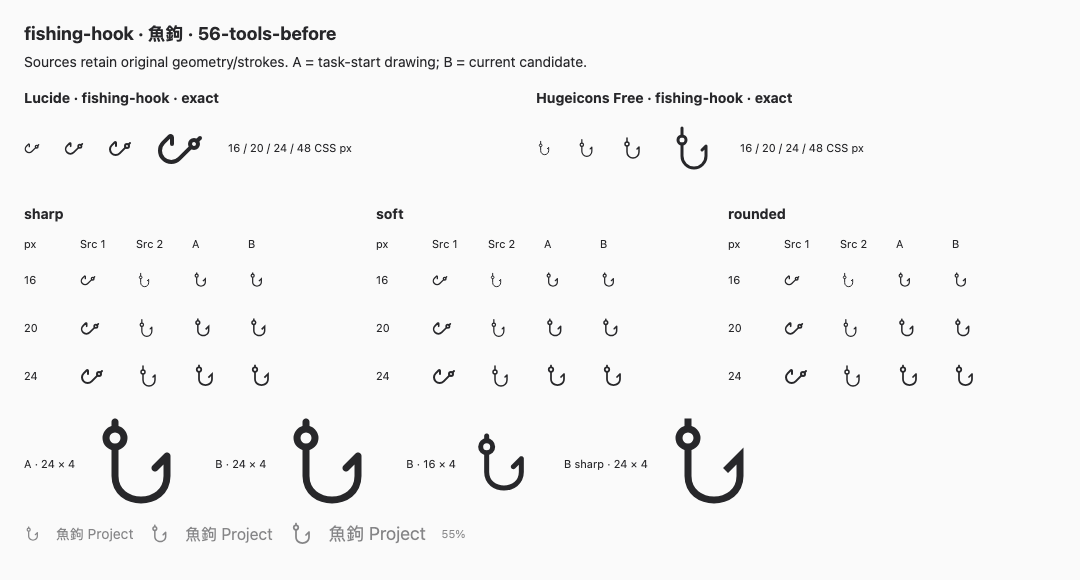 fishing-hook · 魚鉤 · 56-tools-before
Sources retain original geometry/strokes. A = task-start drawing; B = current candidate.
Lucide · fishing-hook · exact
16 / 20 / 24 / 48 CSS px
Hugeicons Free · fishing-hook · exact
16 / 20 / 24 / 48 CSS px
sharp
px Src 1 Src 2 A B
16
20
24
soft
px Src 1 Src 2 A B
16
20
24
rounded
px Src 1 Src 2 A B
16
20
24
A · 24 × 4
B · 24 × 4
B · 16 × 4
B sharp · 24 × 4
魚鉤 Project 魚鉤 Project 魚鉤 Project 55%